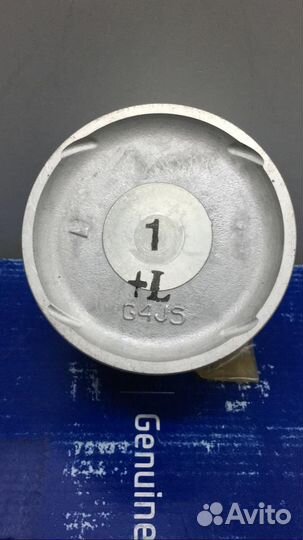 1
+L
G4JS
Genuine
Avito